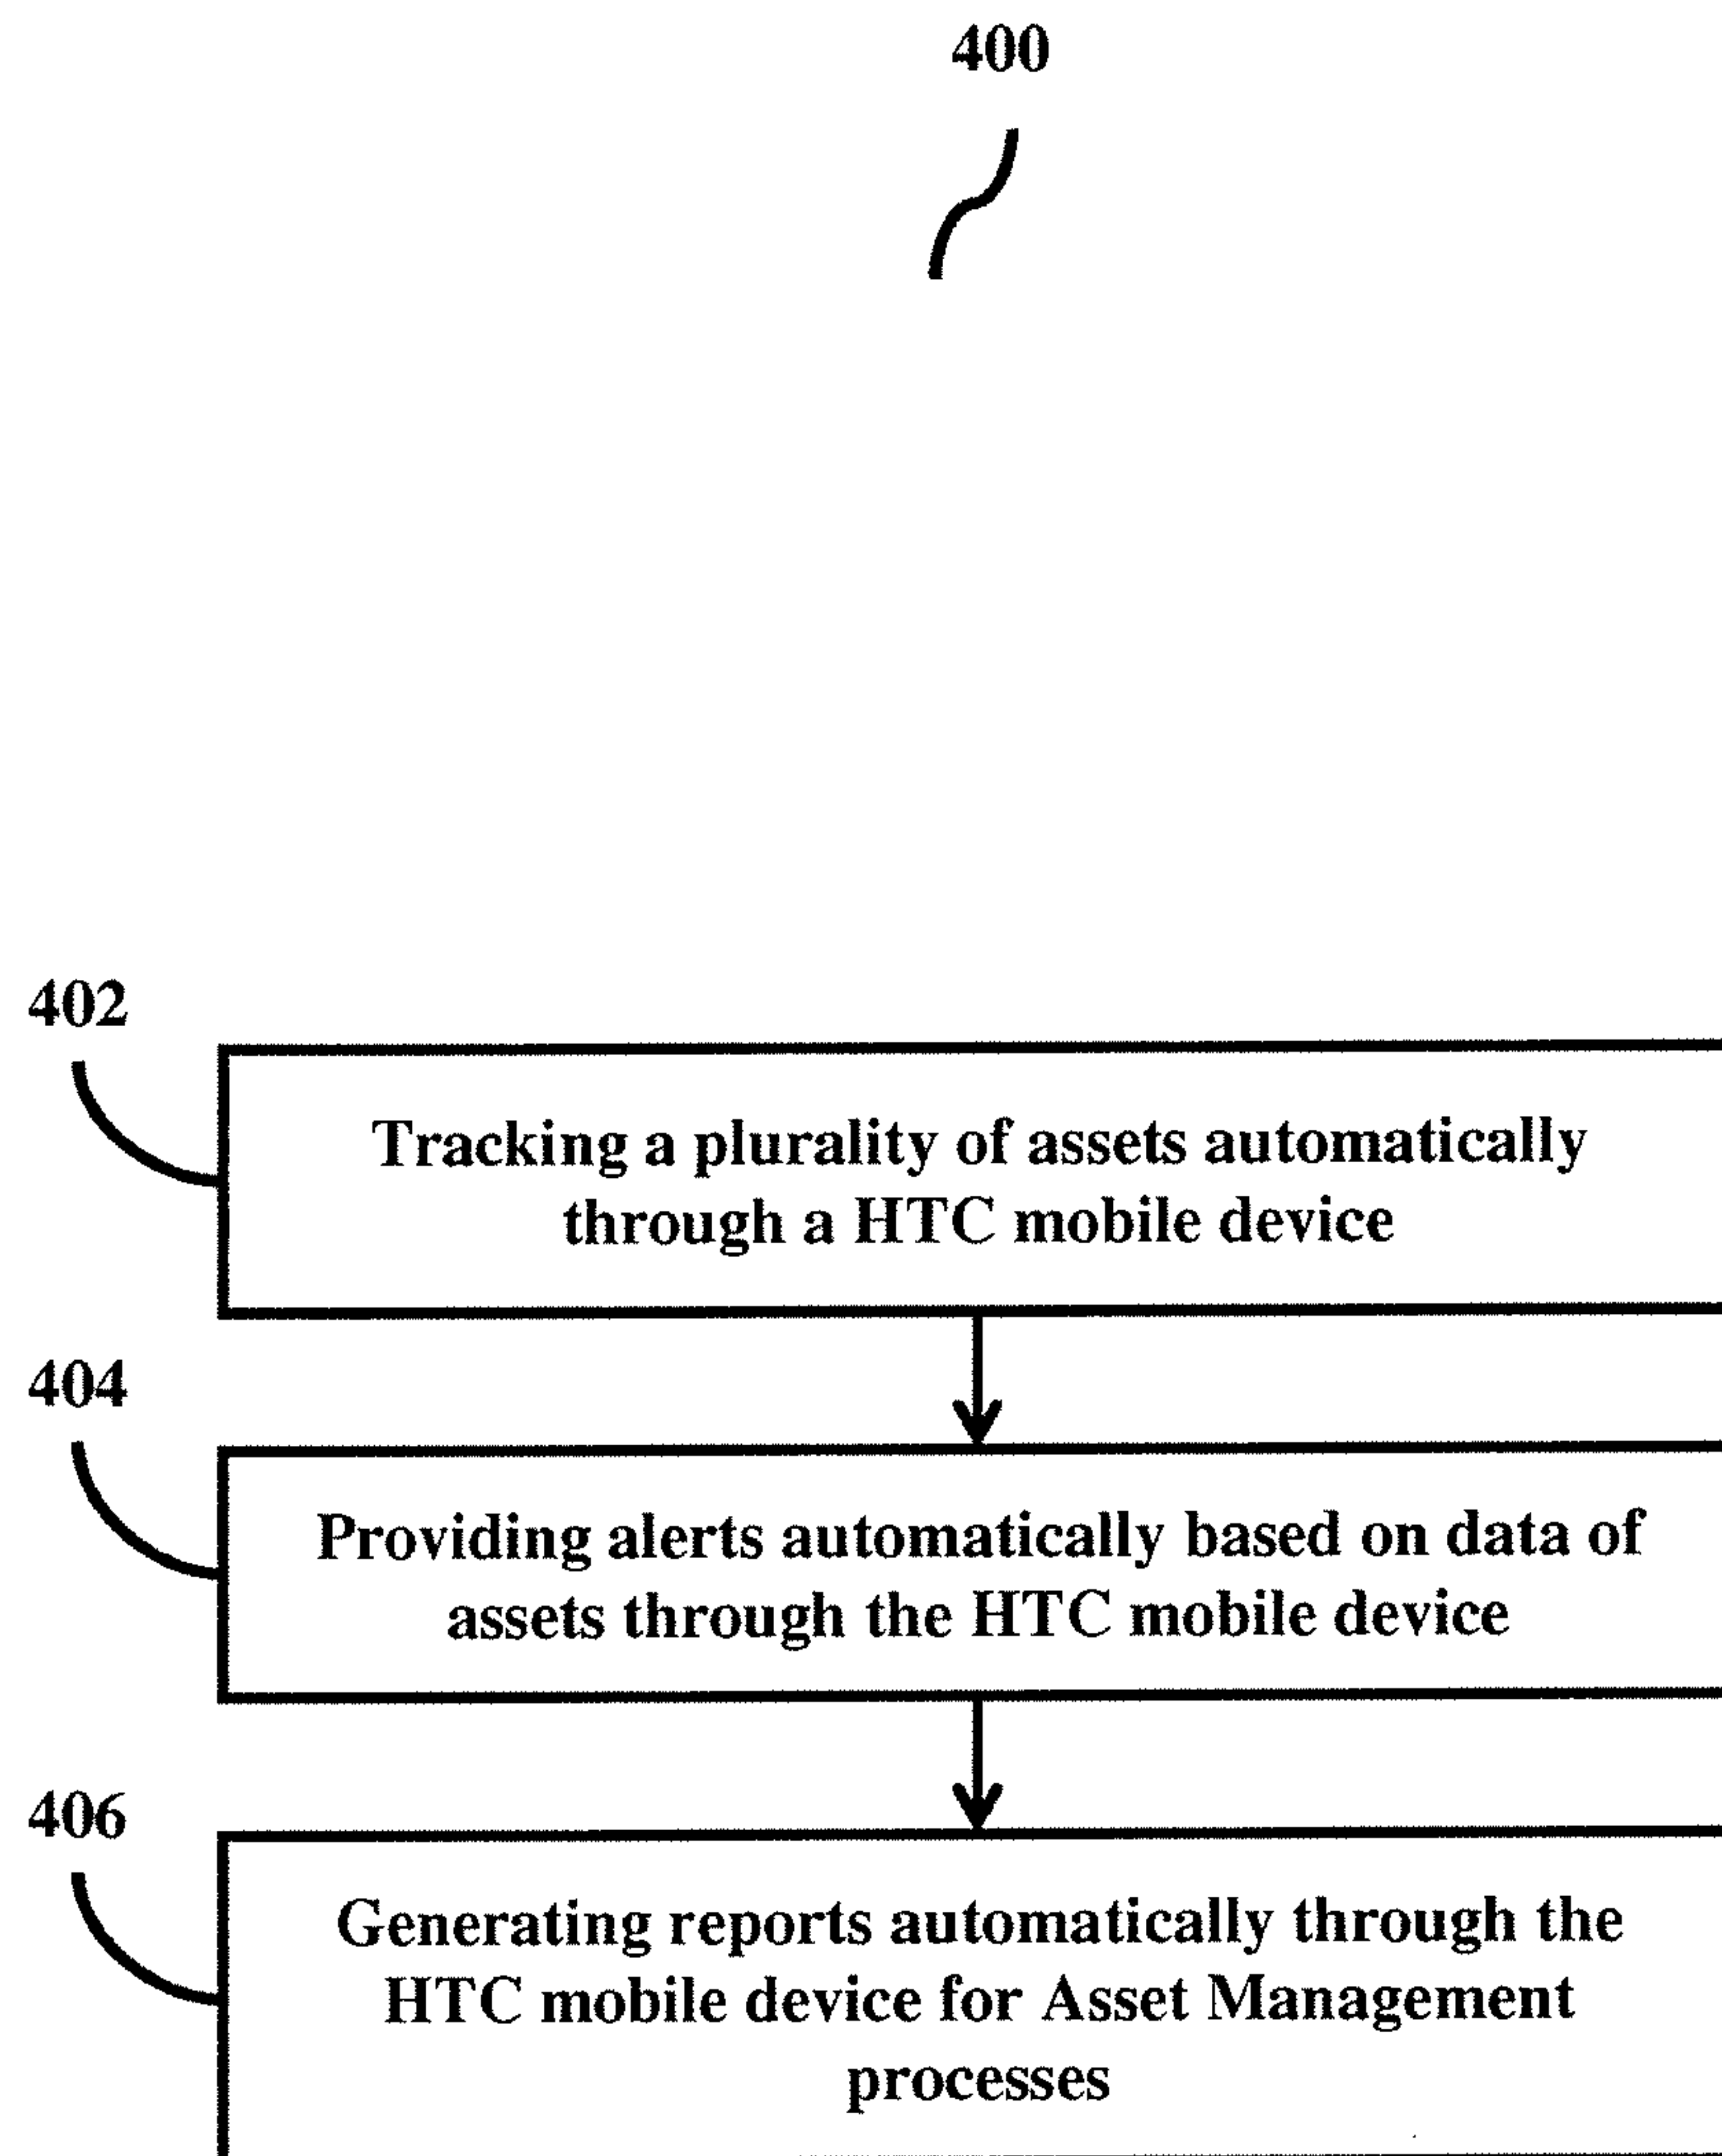 400
402
Tracking a plurality of assets automatically
through a HTC mobile device
404
Providing alerts automatically based on data of
assets through the HTC mobile device
406
Generating reports automatically through the
HTC mobile device for Asset Management
processes